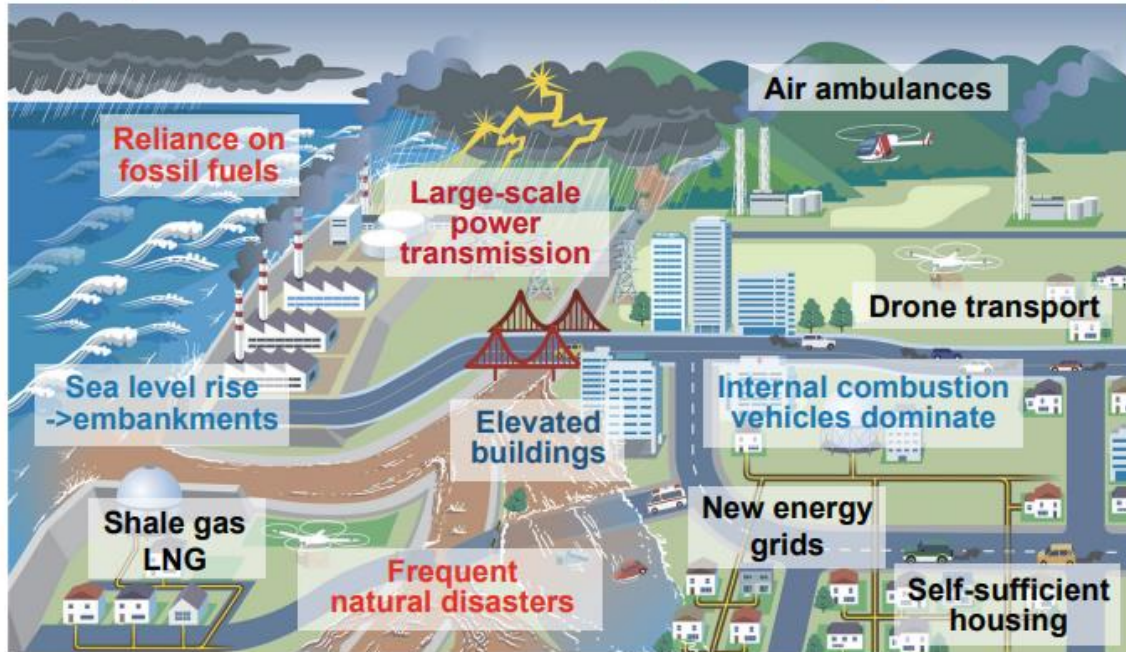 Air ambulances
Reliance on
fossil fuels
Large-scale
power
transmission
Drone transport
Sea level rise
->embankments
Internal combustion
vehicles dominate
Elevated
buildings
Shale gas
LNG
New energy
grids
Frequent
natural disasters
Self-sufficient
housing